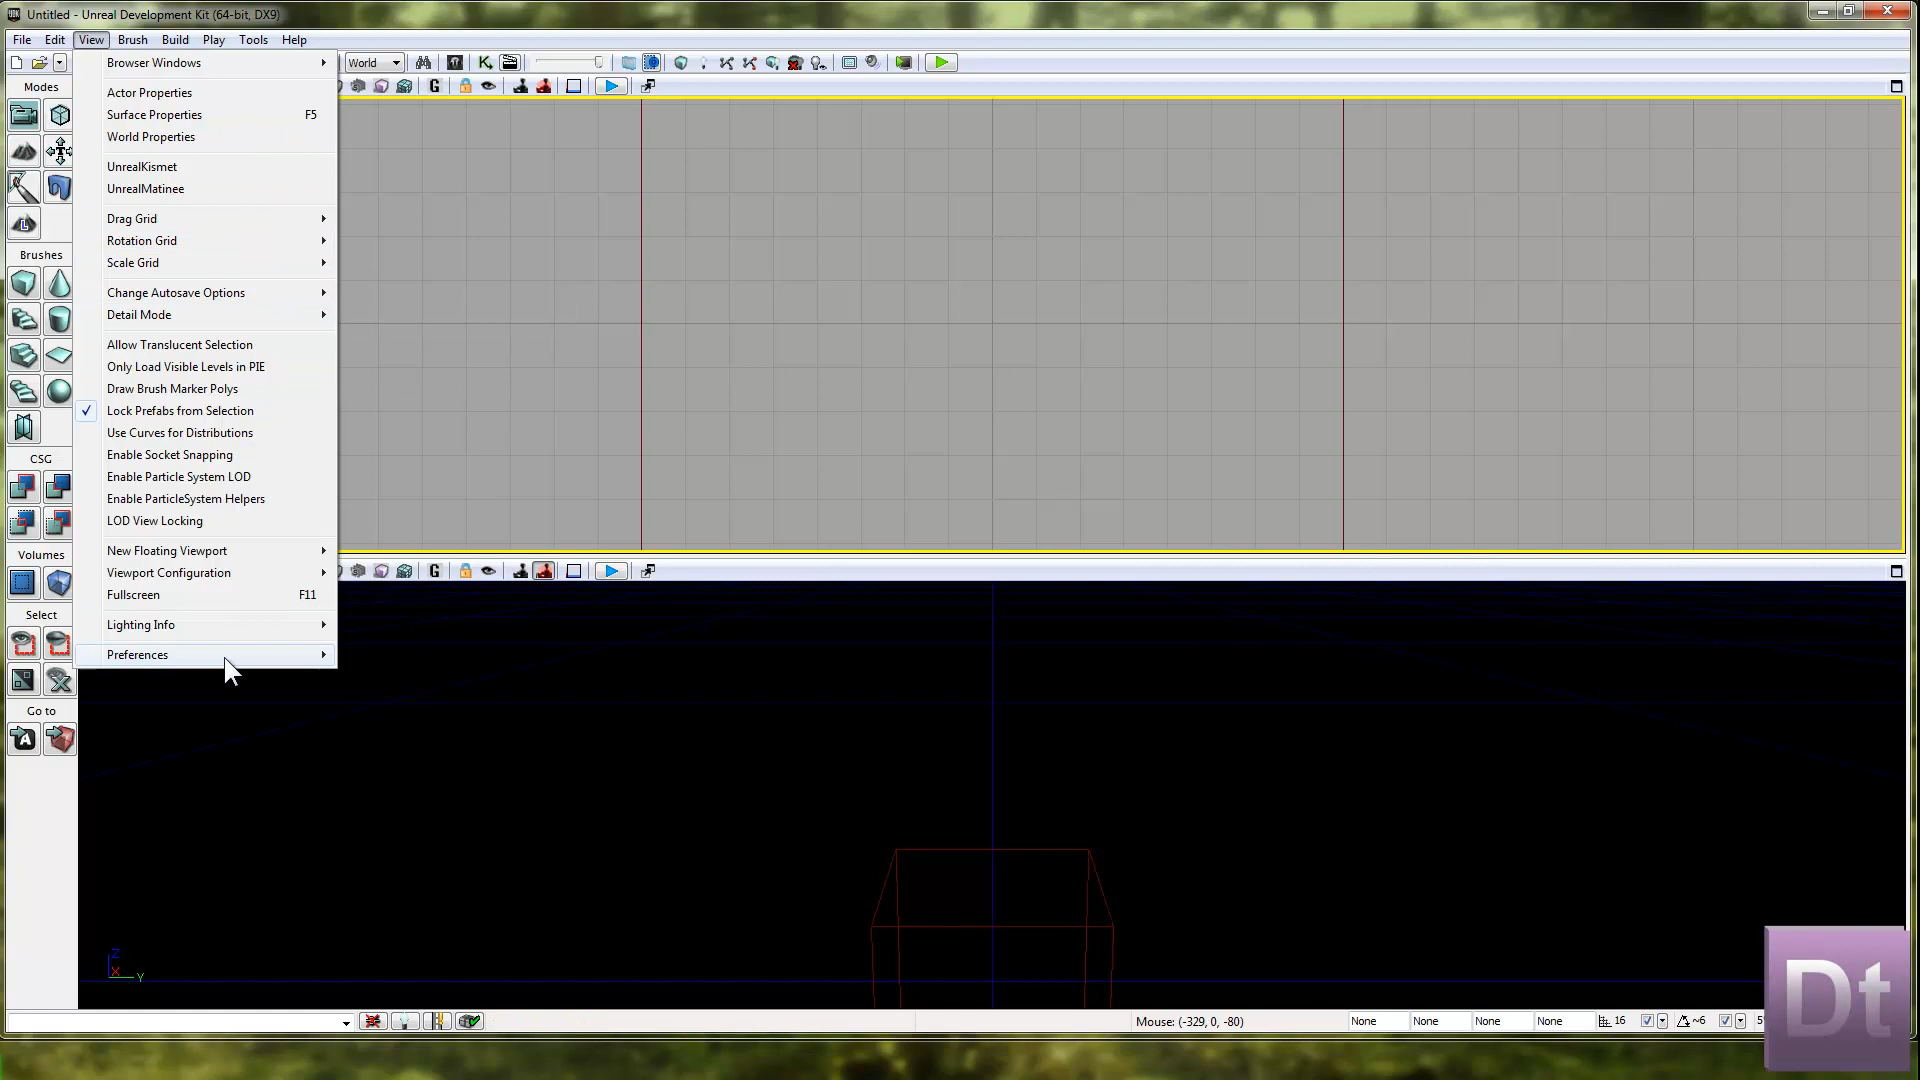 Untitled - Unreal Development Kit (64-bit, DX9)
File Edit View Brush Build Play Tools Help
World
Modes
Brushes
CSG
Volumes
Select
Go to
Browser Windows
Actor Properties
Surface Properties F5
World Properties
UnrealKismet
UnrealMatinee
Drag Grid
Rotation Grid
Scale Grid
Change Autosave Options
Detail Mode
Allow Translucent Selection
Only Load Visible Levels in PIE
Draw Brush Marker Polys
Lock Prefabs from Selection
Use Curves for Distributions
Enable Socket Snapping
Enable Particle System LOD
Enable ParticleSystem Helpers
LOD View Locking
New Floating Viewport
Viewport Configuration
Fullscreen F11
Lighting Info
Preferences
G
G
Z
X Y
Mouse: (-329, 0, -80)
None None None None 16 ~6 5°
Dt